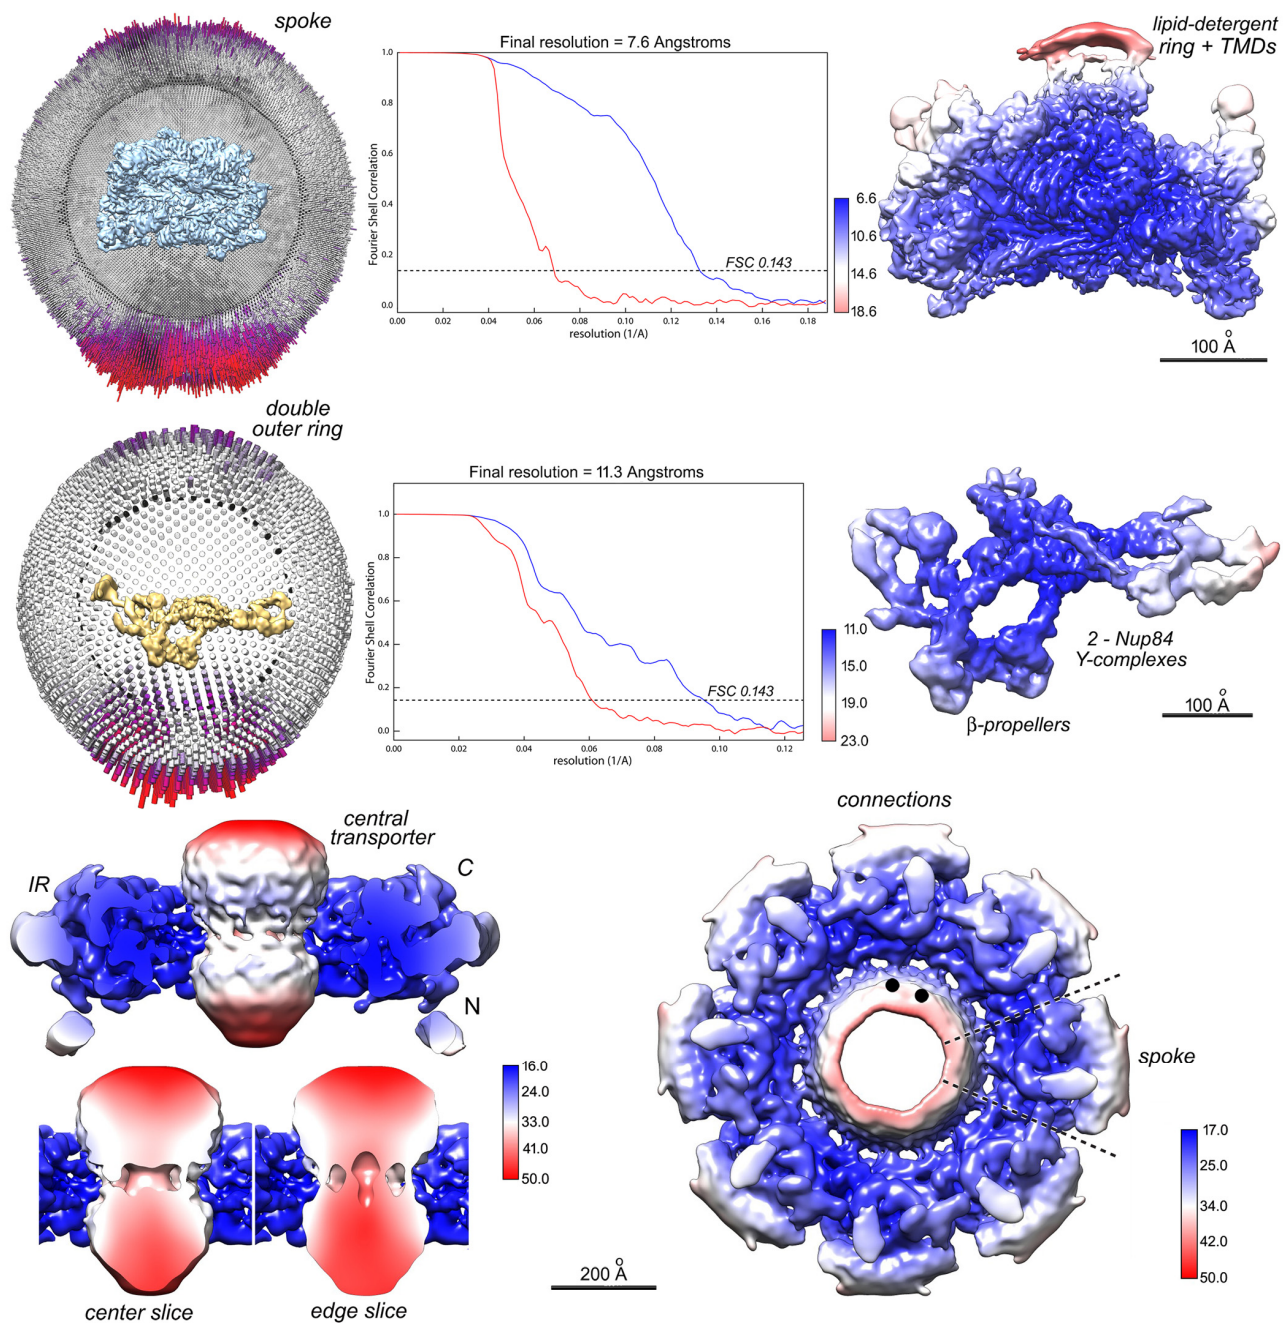 spoke
Final resolution = 7.6 Angstroms
Fourier Shell Correlation
1.0
0.8
0.6
0.4
0.2
0.0
FSC 0.143
0.00 0.02 0.04 0.06 0.08 0.10 0.12 0.14 0.16 0.18
resolution (1/A)
6.6
10.6
14.6
18.6
lipid-detergent
ring + TMDs
100 Å
double
outer ring
Final resolution = 11.3 Angstroms
Fourier Shell Correlation
1.0
0.8
0.6
0.4
0.2
0.0
FSC 0.143
0.00 0.02 0.04 0.06 0.08 0.10 0.12
resolution (1/A)
11.0
15.0
19.0
23.0
2 - Nup84
Y-complexes
β-propellers
100 Å
central
transporter
IR
C
N
16.0
24.0
33.0
41.0
50.0
center slice
edge slice
200 Å
connections
spoke
17.0
25.0
34.0
42.0
50.0